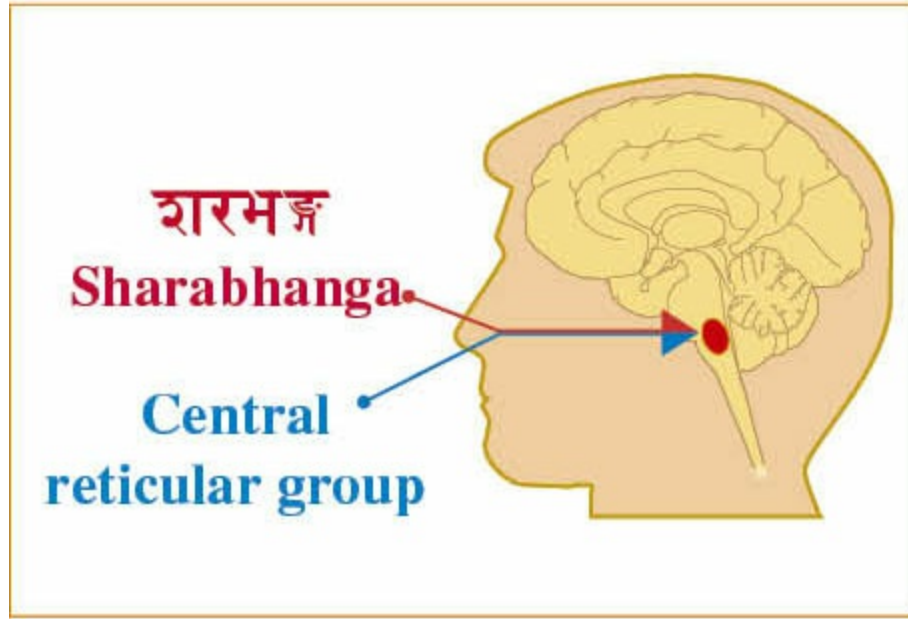 शरभङ्ग
Sharabhanga
Central
reticular group